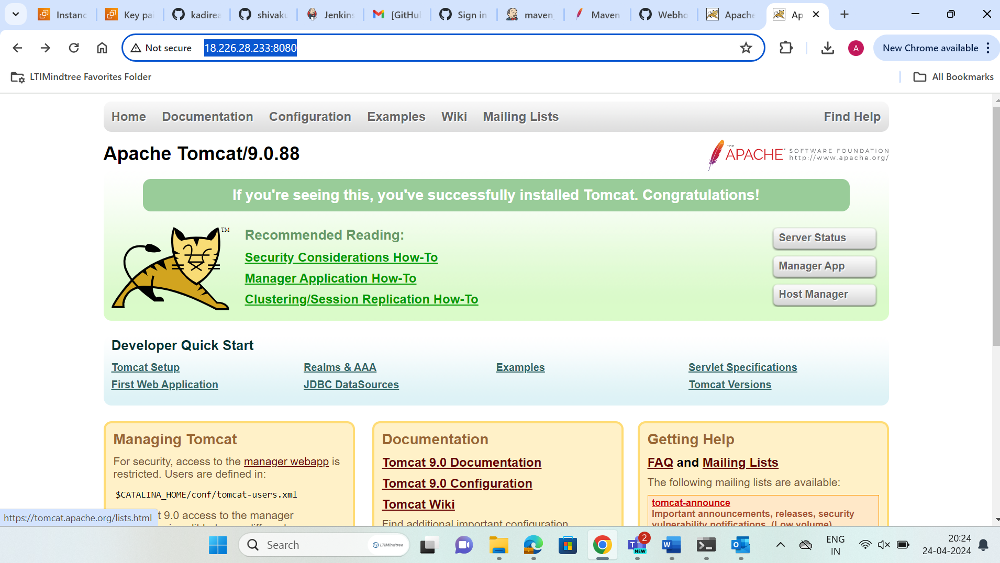 Instanc
Key pai
kadirea
shivaku
Jenkins
[GitHub
Sign in
maven
Maven
Webho
Apache
Ap
Not secure
18.226.28.233:8080
A
New Chrome available
LTIMindtree Favorites Folder
All Bookmarks
Home
Documentation
Configuration
Examples
Wiki
Mailing Lists
Find Help
Apache Tomcat/9.0.88
THE
APACHE
SOFTWARE FOUNDATION
http://www.apache.org/
If you're seeing this, you've successfully installed Tomcat. Congratulations!
TM
Recommended Reading:
Security Considerations How-To
Manager Application How-To
Clustering/Session Replication How-To
Server Status
Manager App
Host Manager
Developer Quick Start
Tomcat Setup
First Web Application
Realms & AAA
JDBC DataSources
Examples
Servlet Specifications
Tomcat Versions
Managing Tomcat
For security, access to the manager webapp is
restricted. Users are defined in:
$CATALINA_HOME/conf/tomcat-users.xml
t 9.0 access to the manager
Documentation
Tomcat 9.0 Documentation
Tomcat 9.0 Configuration
Tomcat Wiki
Find additional important configuration
Getting Help
FAQ and Mailing Lists
The following mailing lists are available:
tomcat-announce
Important announcements, releases, security
vulnerability notifications. (Low volume).
https://tomcat.apache.org/lists.html
Search
LTIMindtree
2
NEW
ENG
IN
20:24
24-04-2024